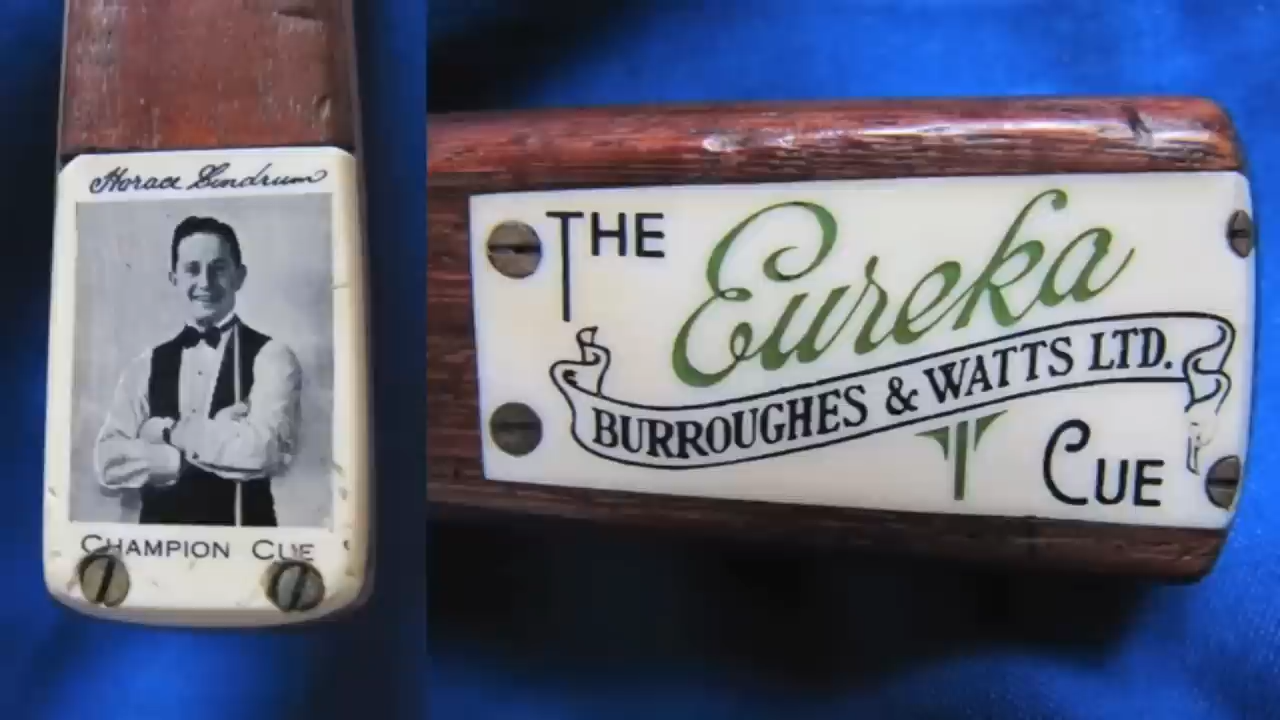 Horace Lindrum
CHAMPION CUE
THE Eureka
BURROUGHES & WATTS LTD.
CUE